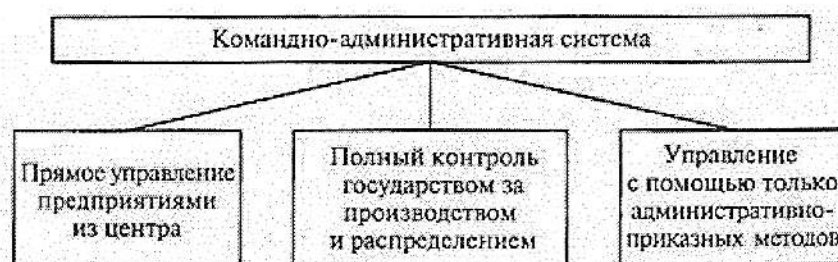 Командно-административная система
Прямое управление
предприятиями
из центра
Полный контроль
государством за
производством
и распределением
Управление
с помощью только
административно-
приказных методов